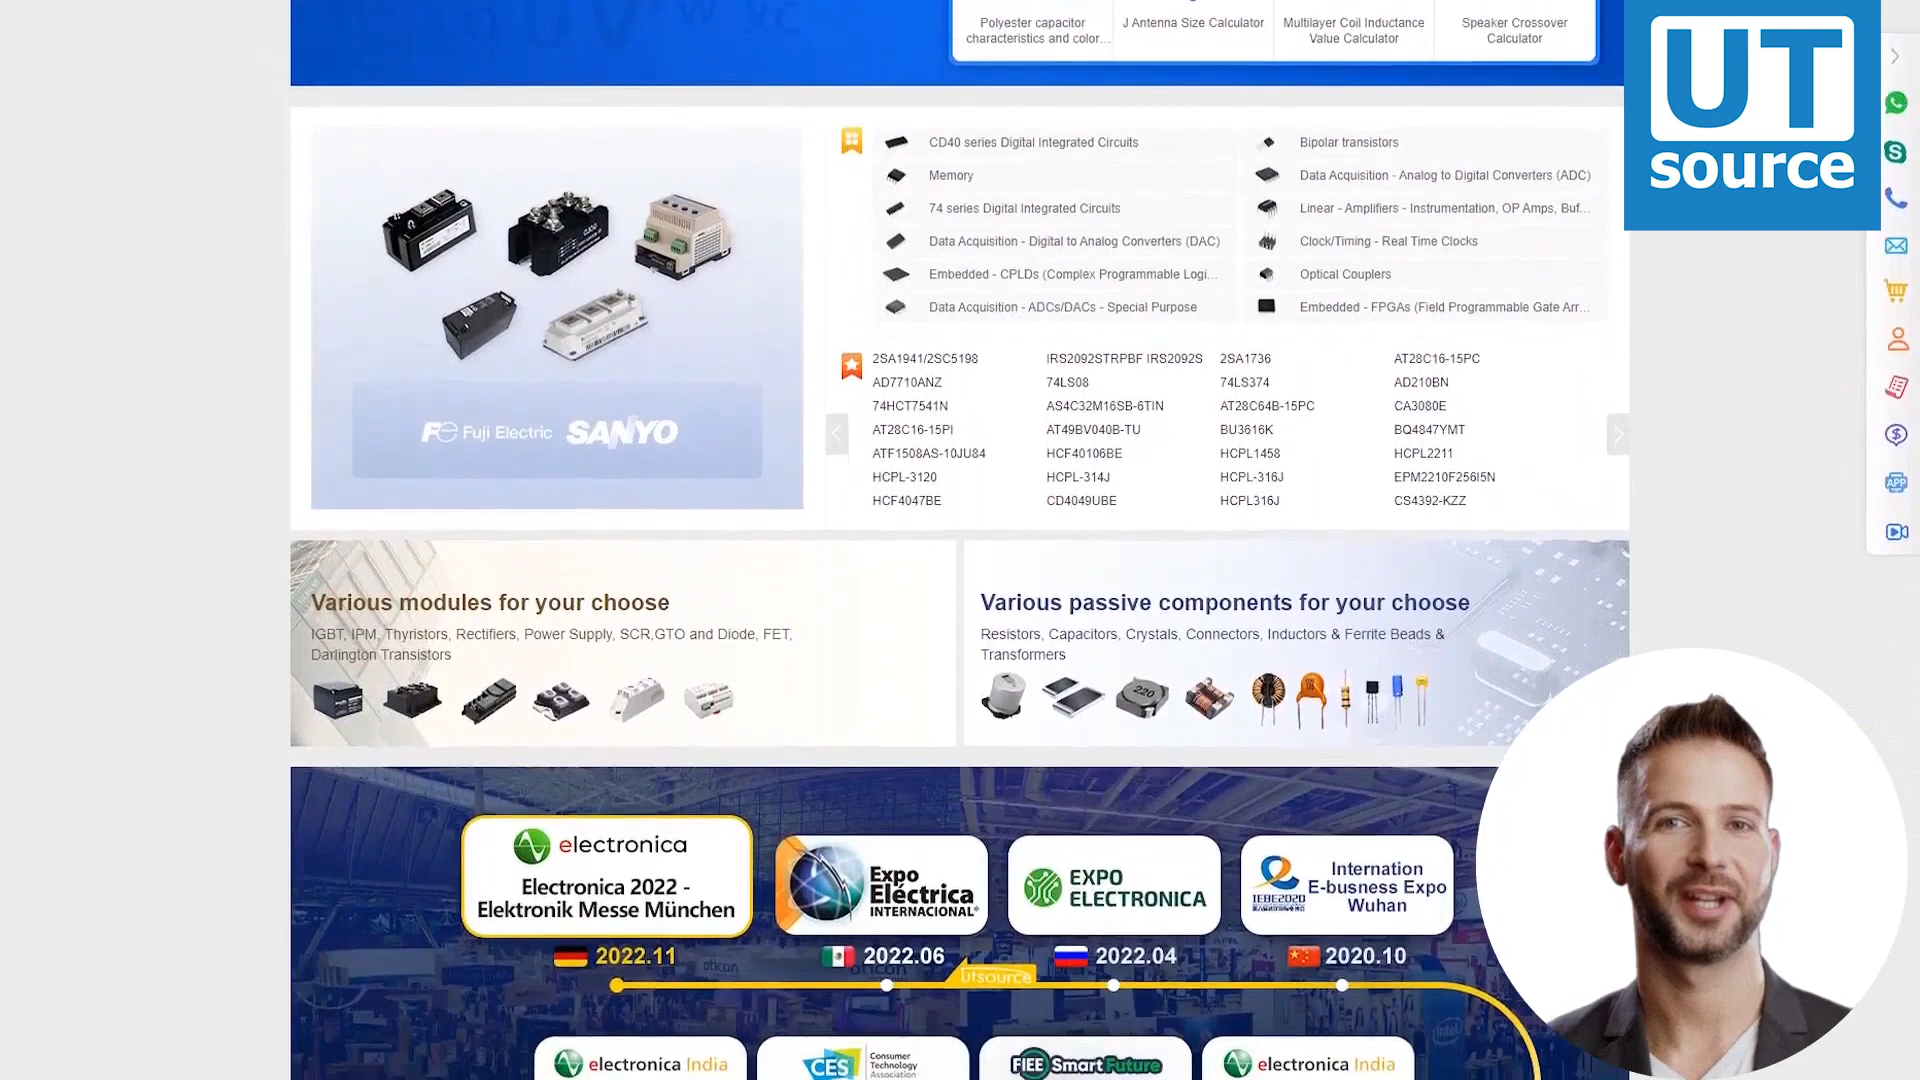 Polyester capacitor
characteristics and color...
J Antenna Size Calculator
Multilayer Coil Inductance
Value Calculator
Speaker Crossover
Calculator
UT
source
CD40 series Digital Integrated Circuits
Bipolar transistors
Memory
Data Acquisition - Analog to Digital Converters (ADC)
74 series Digital Integrated Circuits
Linear - Amplifiers - Instrumentation, OP Amps, Buf...
Data Acquisition - Digital to Analog Converters (DAC)
Clock/Timing - Real Time Clocks
Embedded - CPLDs (Complex Programmable Logi...
Optical Couplers
Data Acquisition - ADCs/DACs - Special Purpose
Embedded - FPGAs (Field Programmable Gate Arr...
Fe Fuji Electric SANYO
2SA1941/2SC5198 IRS2092STRPBF IRS2092S 2SA1736 AT28C16-15PC
AD7710ANZ 74LS08 74LS374 AD210BN
74HCT7541N AS4C32M16SB-6TIN AT28C64B-15PC CA3080E
AT28C16-15PI AT49BV040B-TU BU3616K BQ4847YMT
ATF1508AS-10JU84 HCF40106BE HCPL1458 HCPL2211
HCPL-3120 HCPL-314J HCPL-316J EPM2210F256I5N
HCF4047BE CD4049UBE HCPL316J CS4392-KZZ
APP
Various modules for your choose
IGBT, IPM, Thyristors, Rectifiers, Power Supply, SCR,GTO and Diode, FET,
Darlington Transistors
Various passive components for your choose
Resistors, Capacitors, Crystals, Connectors, Inductors & Ferrite Beads &
Transformers
220
electronica
Electronica 2022 -
Elektronik Messe München
Expo
Eléctrica
INTERNACIONAL
EXPO
ELECTRONICA
IEBE2020
Internation
E-busness Expo
Wuhan
2022.11
2022.06
2022.04
2020.10
oticon
oticon
utsource
intel
electronica India
CES
Consumer
Technology
Association
FIEE SmartFuture
electronica India